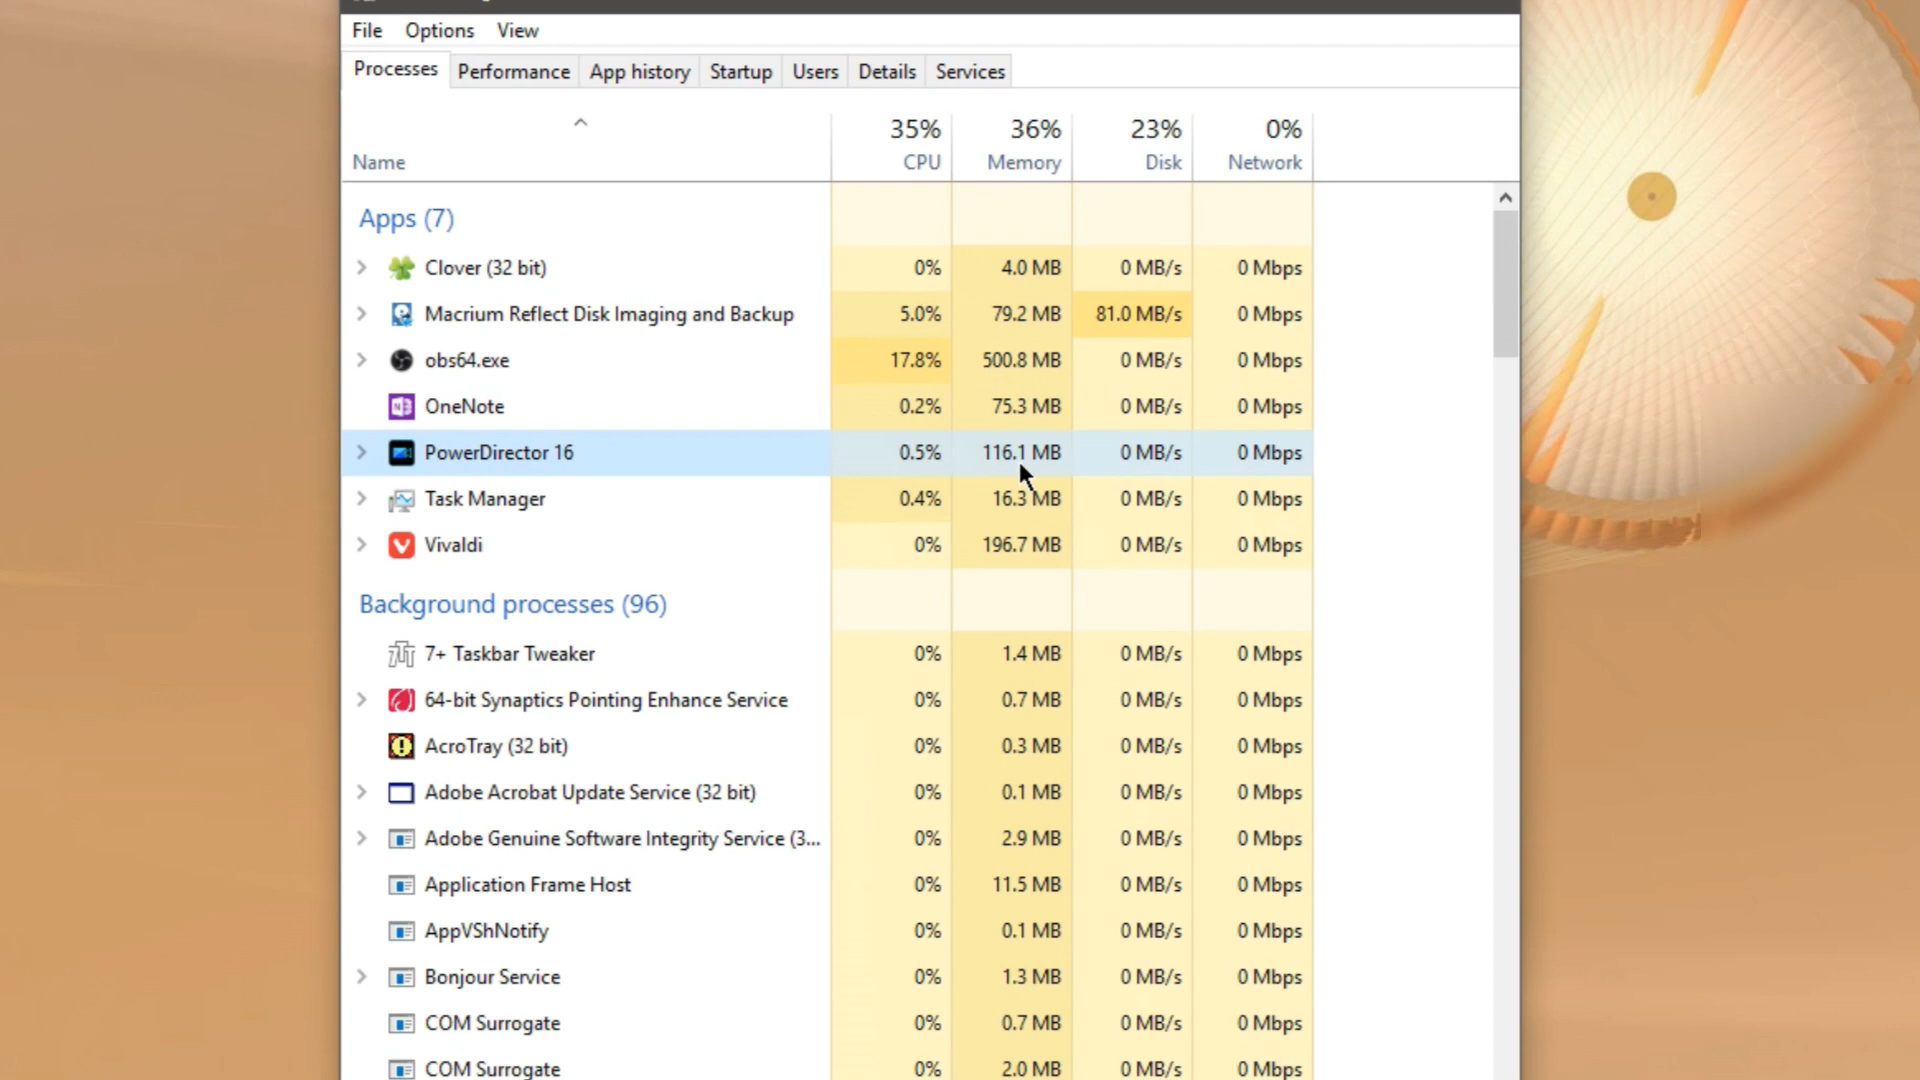 File Options View
Processes Performance App history Startup Users Details Services
35% 36% 23% 0%
Name CPU Memory Disk Network
Apps (7)
Clover (32 bit) 0% 4.0 MB 0 MB/s 0 Mbps
Macrium Reflect Disk Imaging and Backup 5.0% 79.2 MB 81.0 MB/s 0 Mbps
obs64.exe 17.8% 500.8 MB 0 MB/s 0 Mbps
OneNote 0.2% 75.3 MB 0 MB/s 0 Mbps
PowerDirector 16 0.5% 116.1 MB 0 MB/s 0 Mbps
Task Manager 0.4% 16.3 MB 0 MB/s 0 Mbps
Vivaldi 0% 196.7 MB 0 MB/s 0 Mbps
Background processes (96)
7+ Taskbar Tweaker 0% 1.4 MB 0 MB/s 0 Mbps
64-bit Synaptics Pointing Enhance Service 0% 0.7 MB 0 MB/s 0 Mbps
AcroTray (32 bit) 0% 0.3 MB 0 MB/s 0 Mbps
Adobe Acrobat Update Service (32 bit) 0% 0.1 MB 0 MB/s 0 Mbps
Adobe Genuine Software Integrity Service (3... 0% 2.9 MB 0 MB/s 0 Mbps
Application Frame Host 0% 11.5 MB 0 MB/s 0 Mbps
AppVShNotify 0% 0.1 MB 0 MB/s 0 Mbps
Bonjour Service 0% 1.3 MB 0 MB/s 0 Mbps
COM Surrogate 0% 0.7 MB 0 MB/s 0 Mbps
COM Surrogate 0% 2.0 MB 0 MB/s 0 Mbps